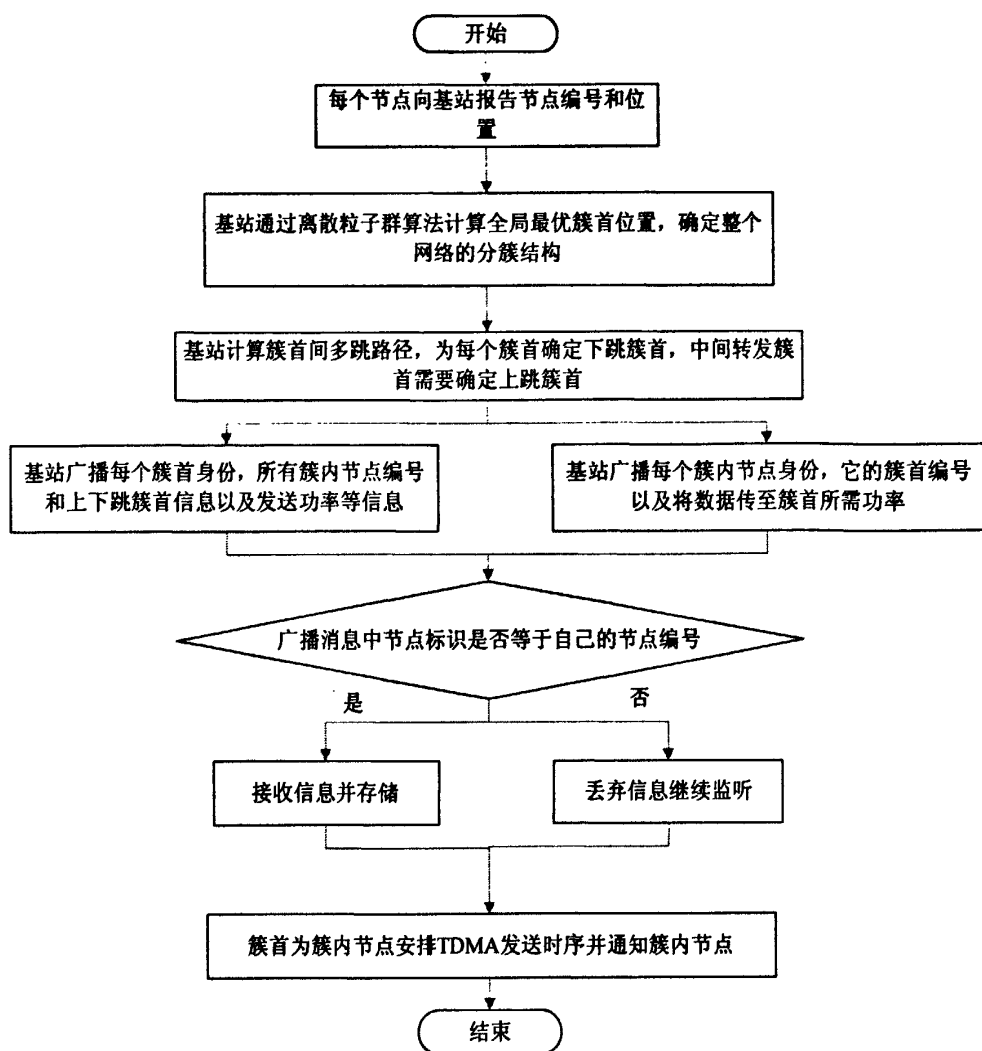 开始
每个节点向基站报告节点编号和位
置
基站通过离散粒子群算法计算全局最优簇首位置，确定整个
网络的分簇结构
基站计算簇首间多跳路径，为每个簇首确定下跳簇首，中间转发簇
首需要确定上跳簇首
基站广播每个簇首身份，所有簇内节点编号
和上下跳簇首信息以及发送功率等信息
基站广播每个簇内节点身份，它的簇首编号
以及将数据传至簇首所需功率
广播消息中节点标识是否等于自己的节点编号
是
否
接收信息并存储
丢弃信息继续监听
簇首为簇内节点安排TDMA发送时序并通知簇内节点
结束